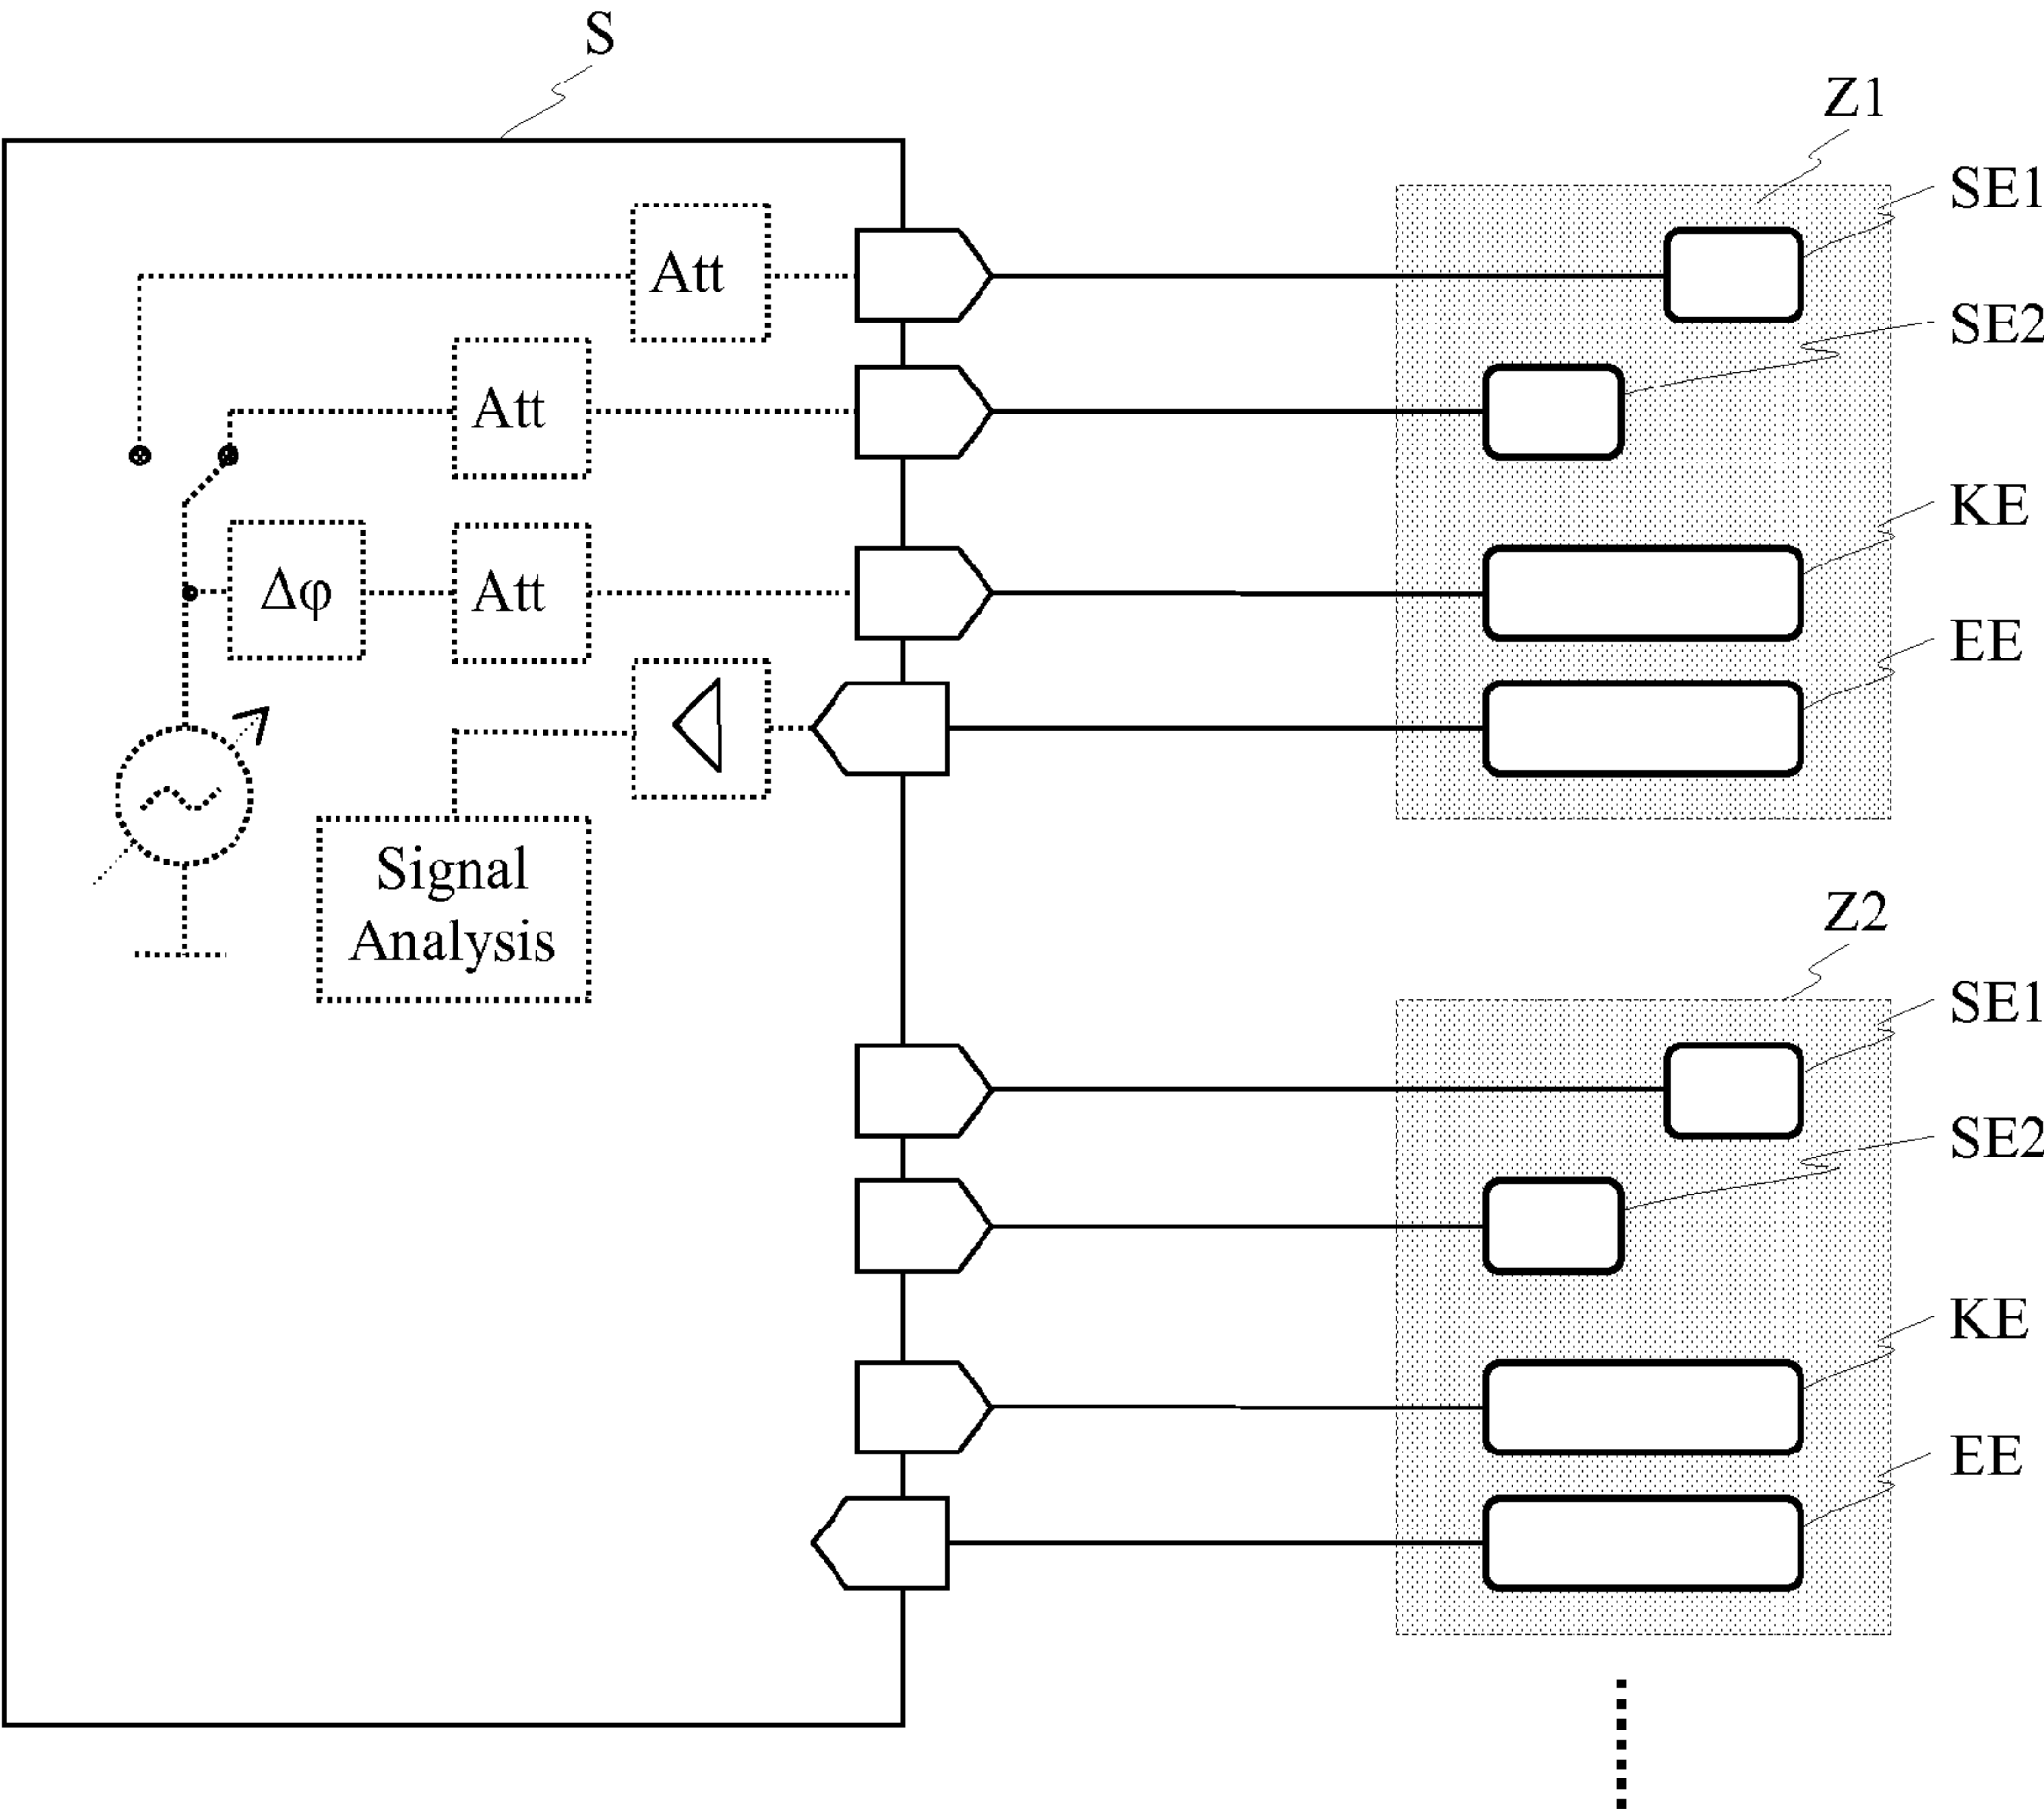 S
Z1
SE1
Att
SE2
Att
KE
Δφ
Att
EE
Signal
Analysis
Z2
SE1
SE2
KE
EE